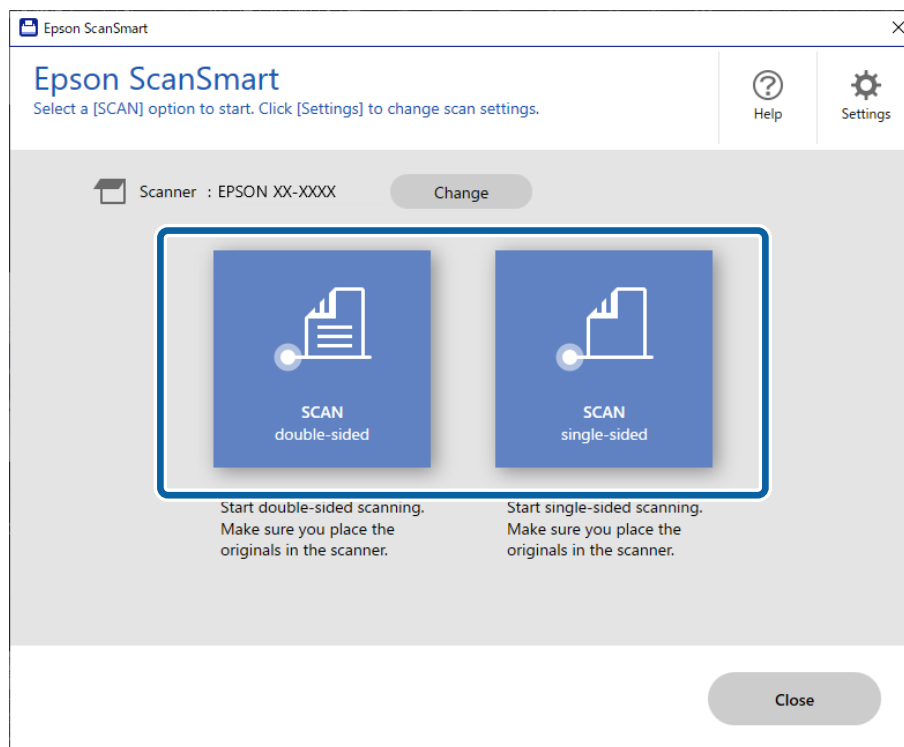 Epson ScanSmart
Epson ScanSmart
Select a [SCAN] option to start. Click [Settings] to change scan settings.
Help
Settings
Scanner : EPSON XX-XXXX
Change
SCAN
double-sided
SCAN
single-sided
Start double-sided scanning.
Make sure you place the
originals in the scanner.
Start single-sided scanning.
Make sure you place the
originals in the scanner.
Close